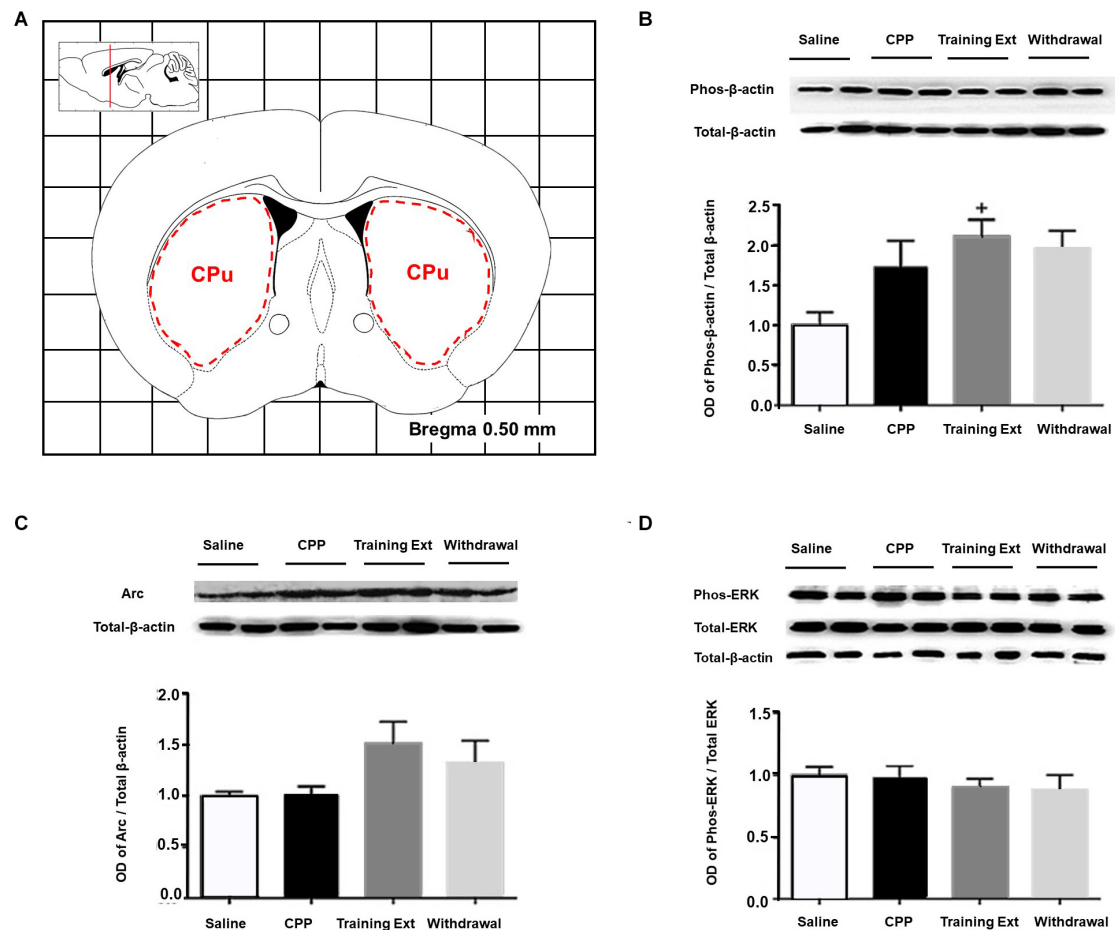 A
CPu
CPu
Bregma 0.50 mm
B
Saline CPP Training Ext Withdrawal
Phos-β-actin
Total-β-actin
OD of Phos-β-actin / Total β-actin
2.5
2.0
1.5
1.0
0.5
0.0
+
Saline CPP Training Ext Withdrawal
C
Saline CPP Training Ext Withdrawal
Arc
Total-β-actin
OD of Arc / Total β-actin
2.0
1.5
1.0
0.5
0.0
Saline CPP Training Ext Withdrawal
D
Saline CPP Training Ext Withdrawal
Phos-ERK
Total-ERK
Total-β-actin
OD of Phos-ERK / Total ERK
1.5
1.0
0.5
0.0
Saline CPP Training Ext Withdrawal